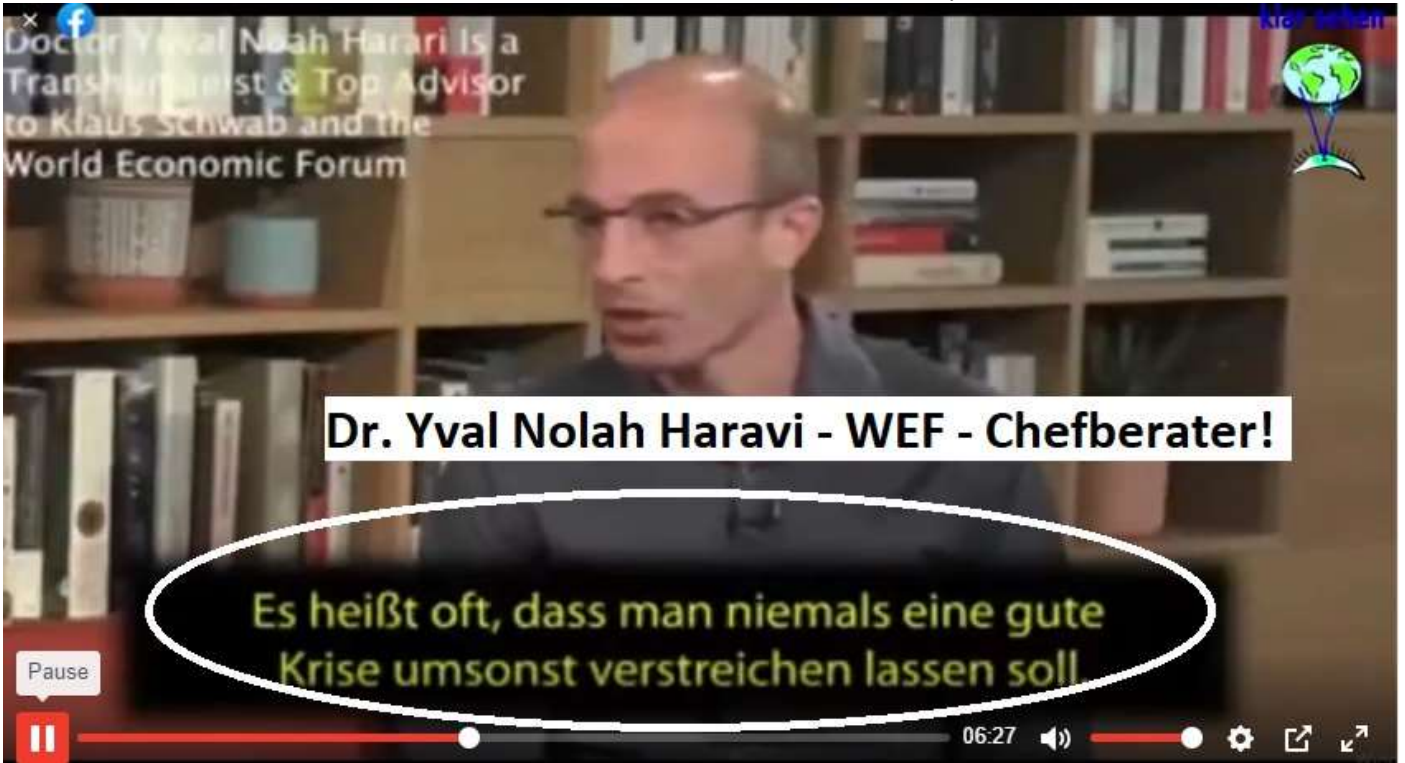 klar sehen
Doctor Yuval Noah Harari Is a
Transhumanist & Top Advisor
to Klaus Schwab and the
World Economic Forum
Dr. Yval Nolah Haravi - WEF - Chefberater!
Es heißt oft, dass man niemals eine gute
Krise umsonst verstreichen lassen soll.
Pause
06:27